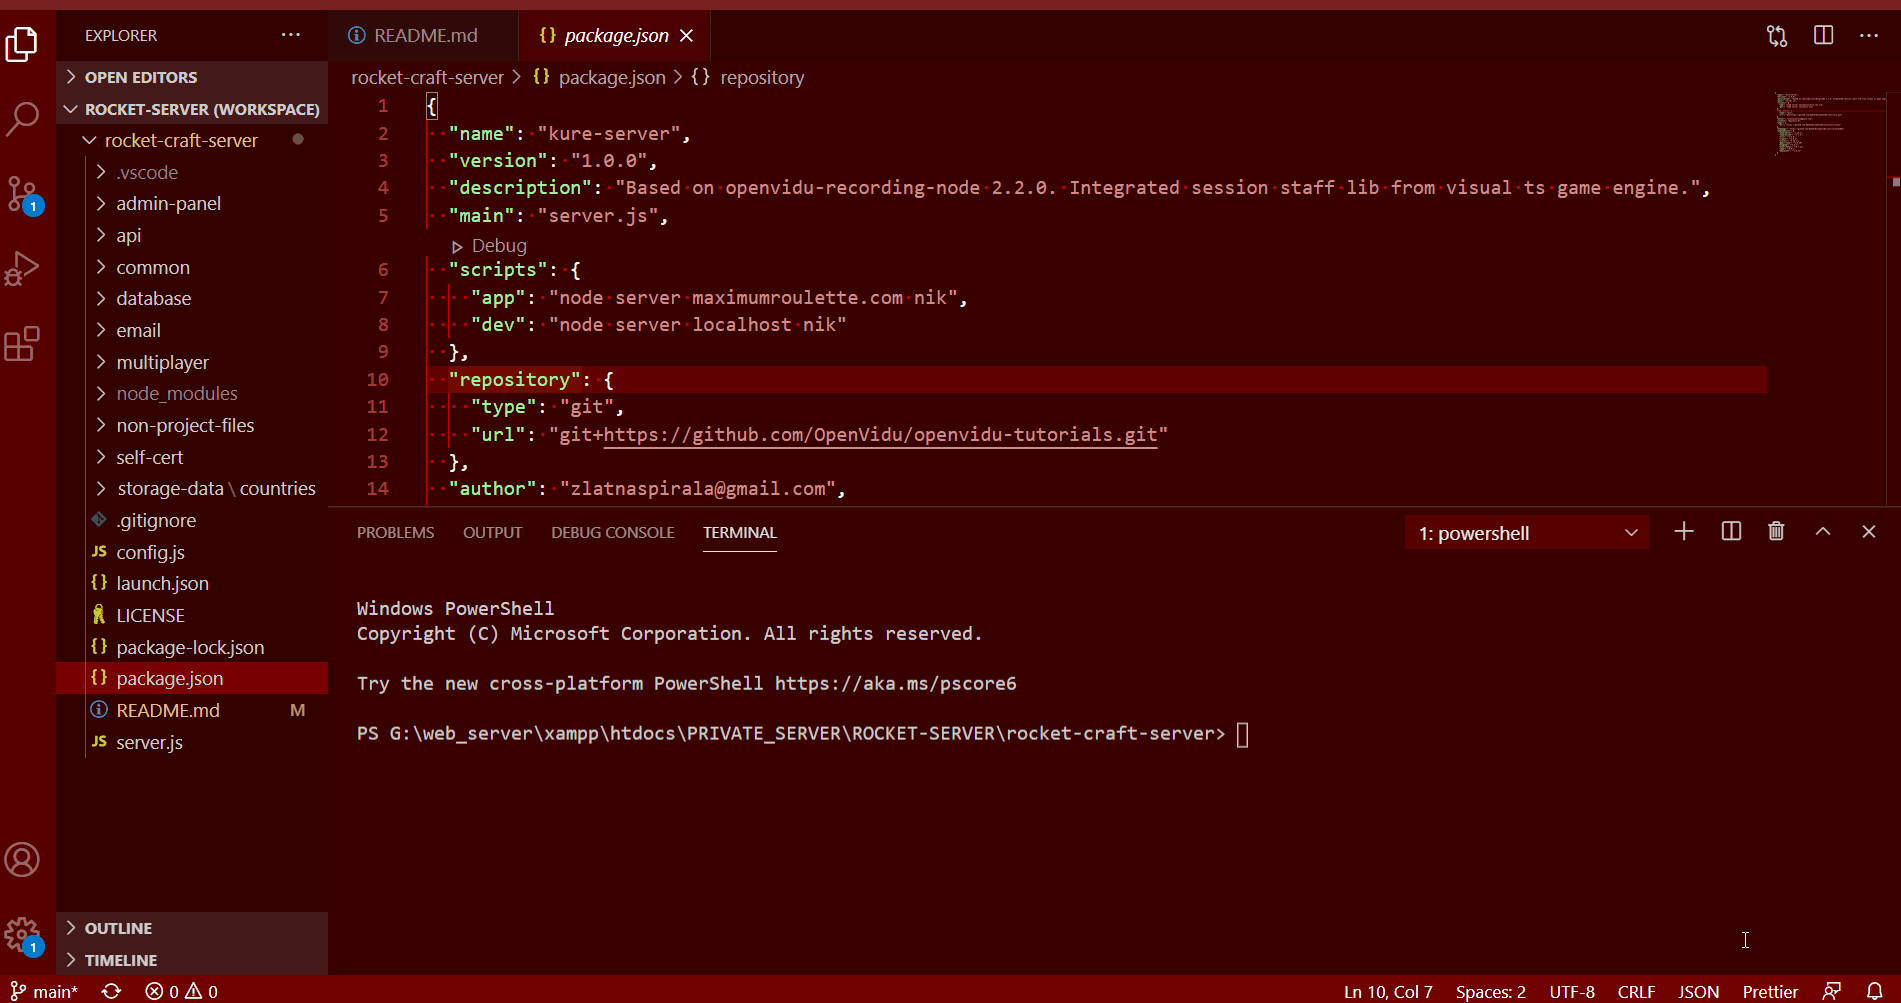 EXPLORER
OPEN EDITORS
ROCKET-SERVER (WORKSPACE)
rocket-craft-server
.vscode
admin-panel
api
common
database
email
multiplayer
node_modules
non-project-files
self-cert
storage-data \ countries
.gitignore
JS config.js
{} launch.json
LICENSE
{} package-lock.json
{} package.json
README.md M
JS server.js
OUTLINE
TIMELINE
1
1
README.md
{} package.json
rocket-craft-server > {} package.json > {} repository
1 {
2 "name": "kure-server",
3 "version": "1.0.0",
4 "description": "Based on openvidu-recording-node 2.2.0. Integrated session staff lib from visual ts game engine.",
5 "main": "server.js",
Debug
6 "scripts": {
7 "app": "node server maximumroulette.com nik",
8 "dev": "node server localhost nik"
9 },
10 "repository": {
11 "type": "git",
12 "url": "git+https://github.com/OpenVidu/openvidu-tutorials.git"
13 },
14 "author": "zlatnaspirala@gmail.com",
PROBLEMS OUTPUT DEBUG CONSOLE TERMINAL 1: powershell
Windows PowerShell
Copyright (C) Microsoft Corporation. All rights reserved.
Try the new cross-platform PowerShell https://aka.ms/pscore6
PS G:\web_server\xampp\htdocs\PRIVATE_SERVER\ROCKET-SERVER\rocket-craft-server>
main* 0 0 Ln 10, Col 7 Spaces: 2 UTF-8 CRLF JSON Prettier